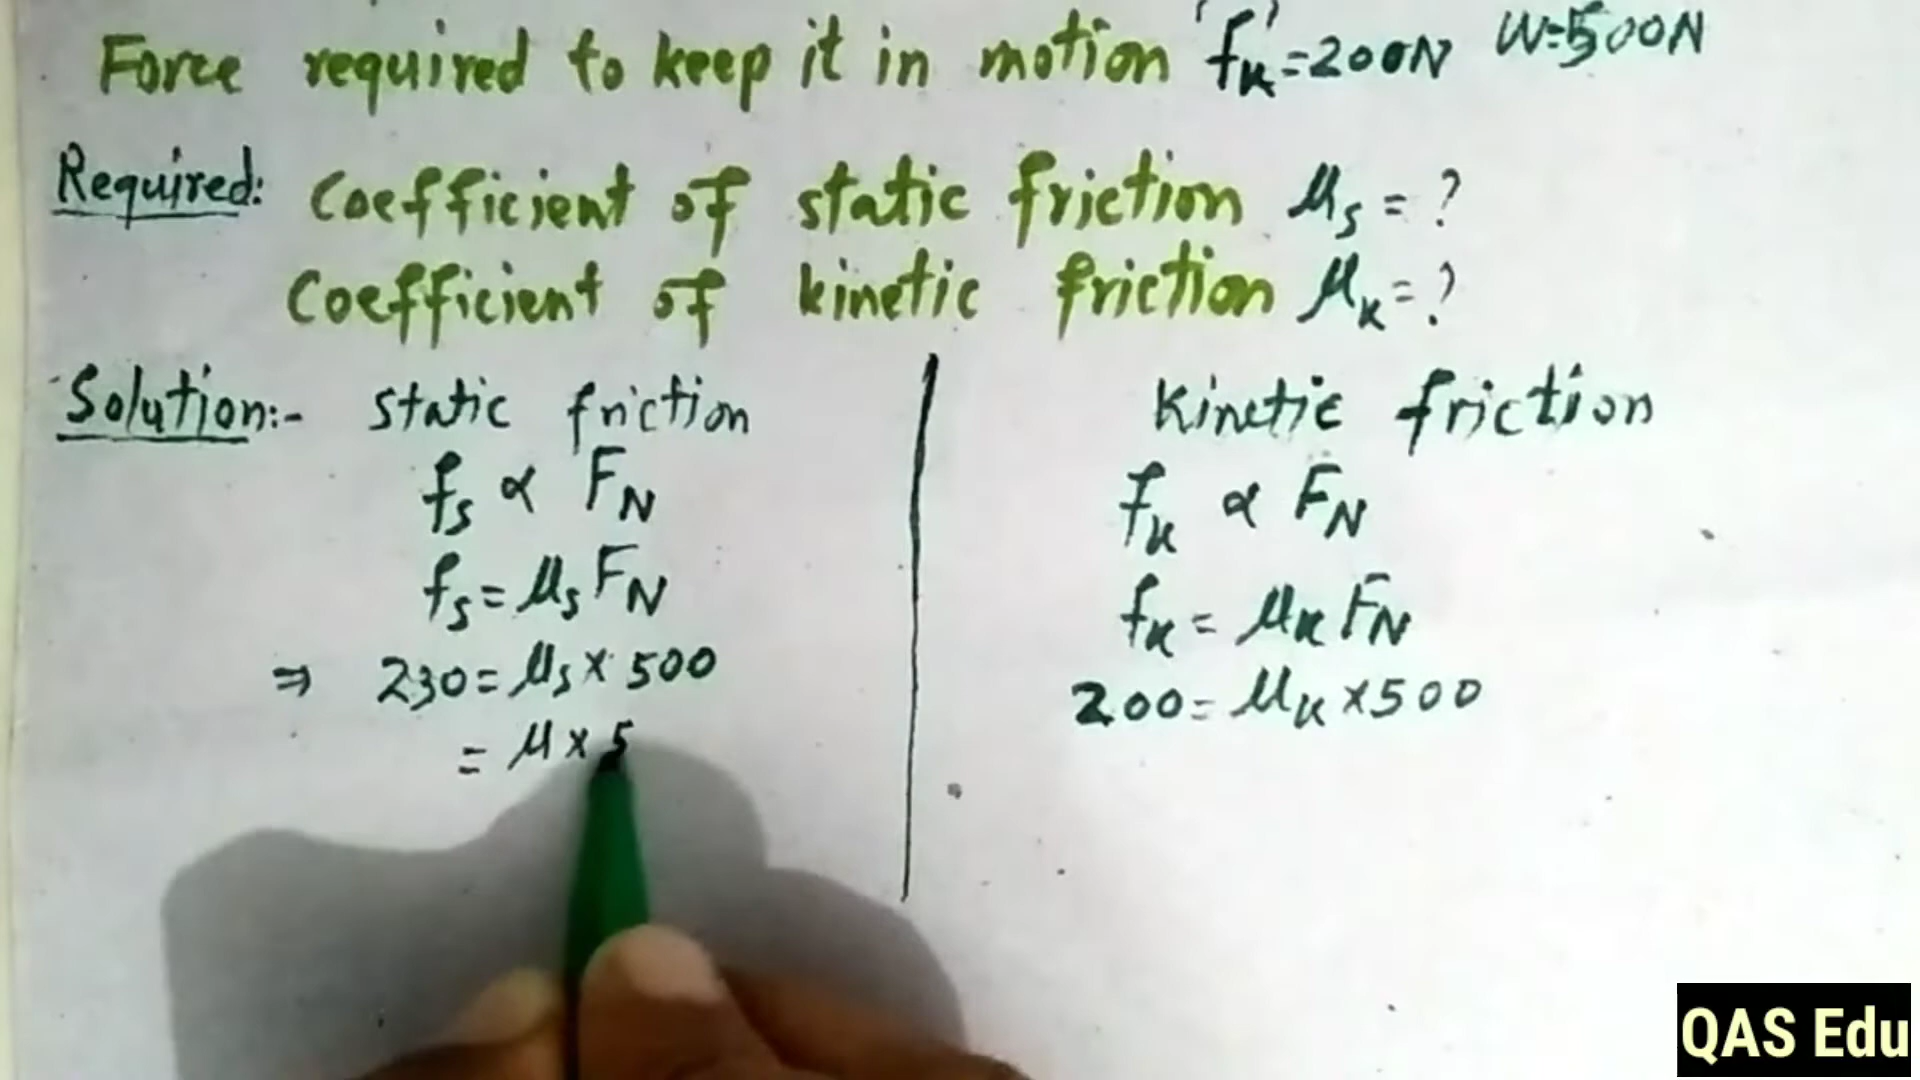 Force required to keep it in motion 'fk'=200N W=500N
Required: Coefficient of static friction μs = ?
Coefficient of kinetic friction μk = ?
Solution:- static friction
fs ∝ FN
fs = μs FN
⇒ 230 = μs × 500
= μ × 5
Kinetic friction
fk ∝ FN
fk = μk FN
200 = μk × 500
QAS Edu